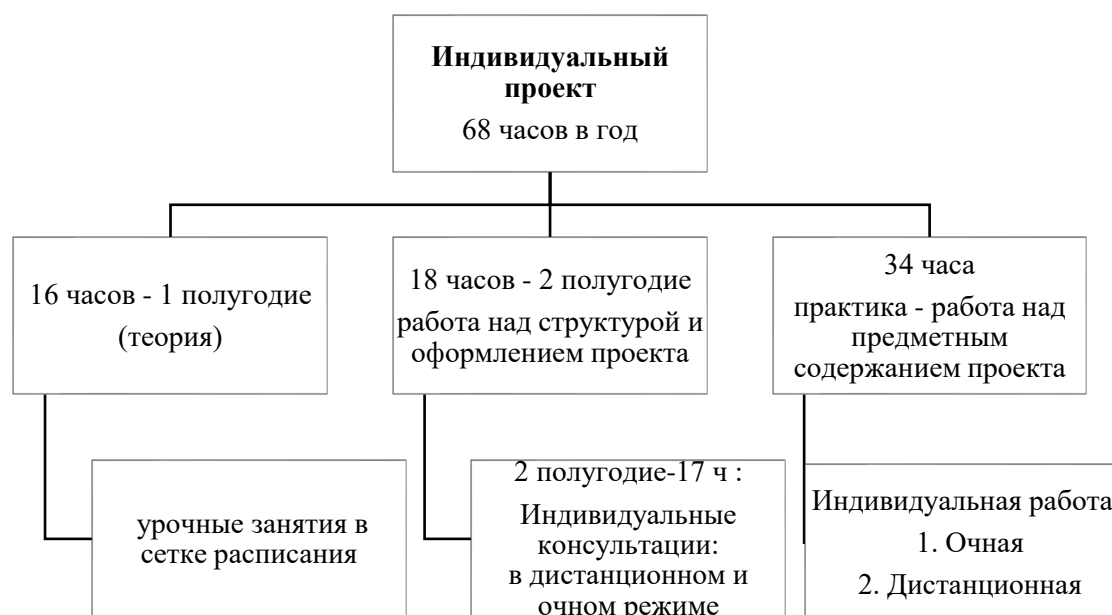 Индивидуальный
проект
68 часов в год
16 часов - 1 полугодие
(теория)
18 часов - 2 полугодие
работа над структурой и
оформлением проекта
34 часа
практика - работа над
предметным
содержанием проекта
урочные занятия в
сетке расписания
2 полугодие-17 ч :
Индивидуальные
консультации:
в дистанционном и
очном режиме
Индивидуальная работа
1. Очная
2. Дистанционная